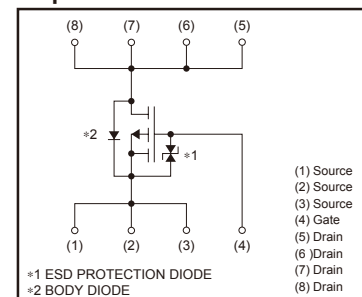 (8) (7) (6) (5)
∗2
∗1
(1) (2) (3) (4)
(1) Source
(2) Source
(3) Source
(4) Gate
(5) Drain
(6 )Drain
(7) Drain
(8) Drain
∗1 ESD PROTECTION DIODE
∗2 BODY DIODE